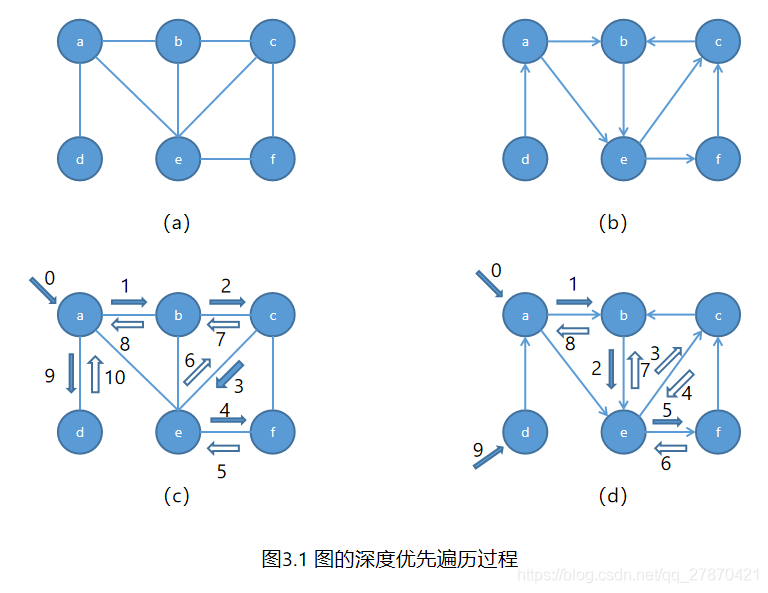 a b c
a b c
d e f
d e f
(a)
(b)
0 1 2
0 1
a b c
a b c
8 7
8
9 10 6 3
2 7 3 4
d e 4 f
9 d e 5 f
5
6
(c)
(d)
图3.1 图的深度优先遍历过程
https://blog.csdn.net/qq_27870421